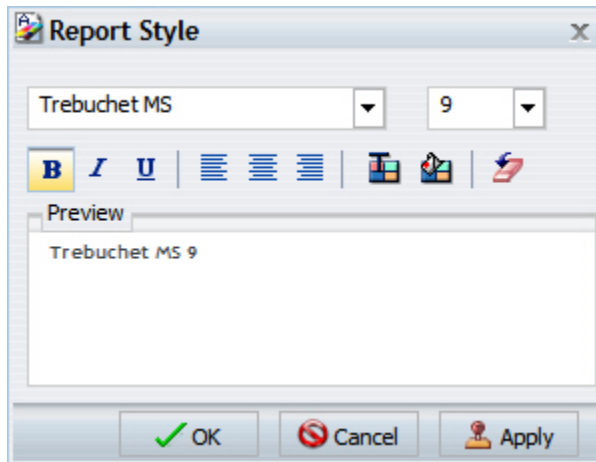 Report Style
Trebuchet MS 9
B I U
Preview
Trebuchet MS 9
OK Cancel Apply